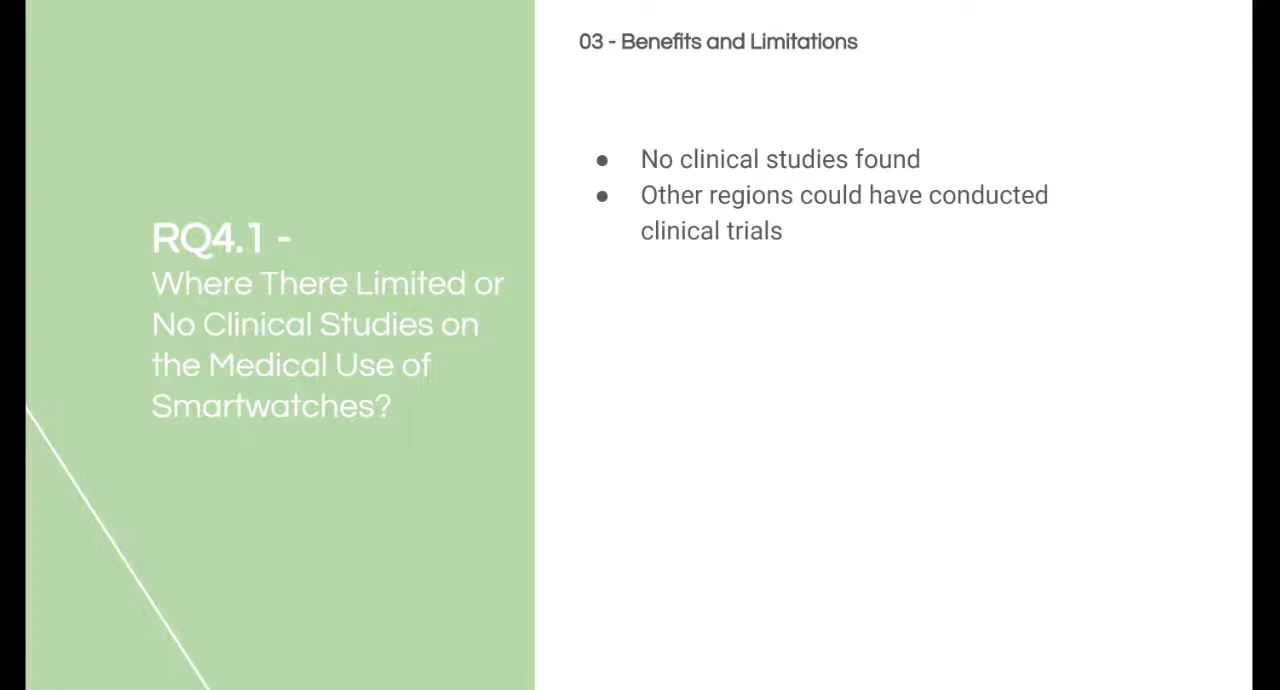 03 - Benefits and Limitations
RQ4.1 -
Where There Limited or
No Clinical Studies on
the Medical Use of
Smartwatches?
● No clinical studies found
● Other regions could have conducted
clinical trials